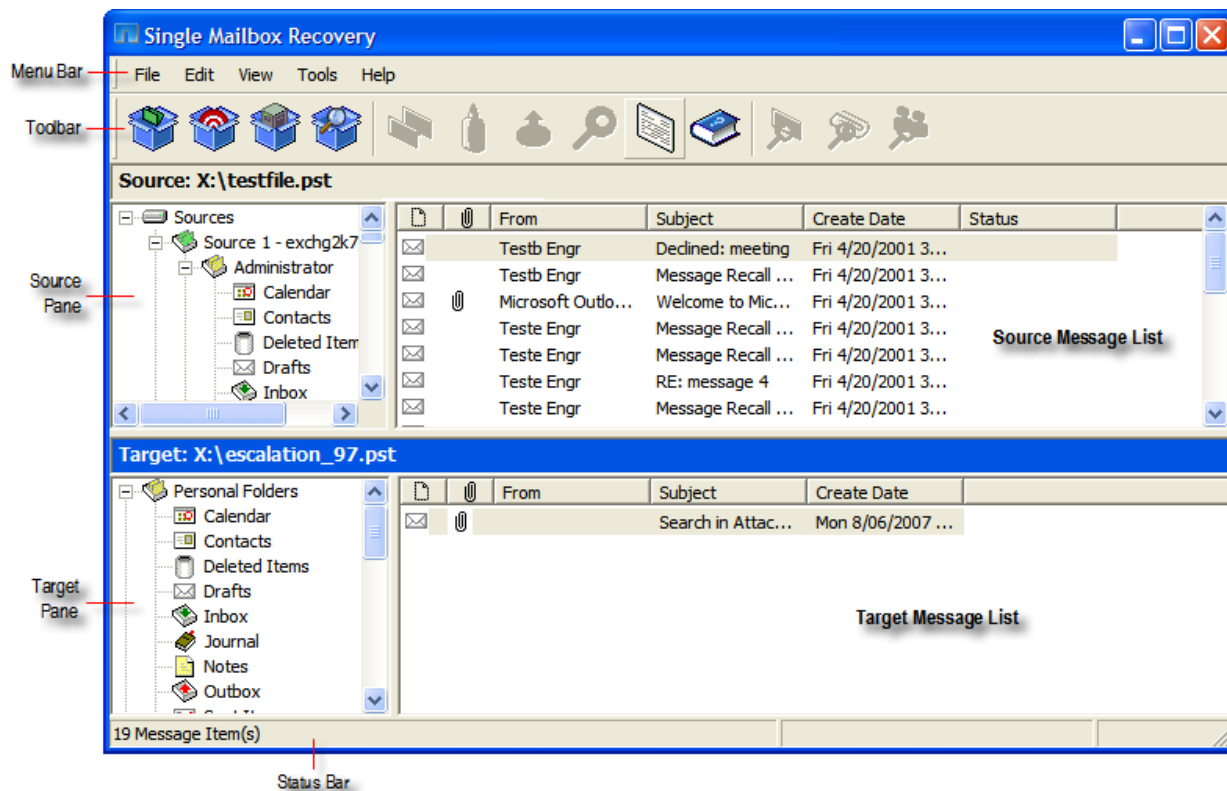 Single Mailbox Recovery
Menu Bar
File Edit View Tools Help
Toolbar
Source: X:\testfile.pst
Source
Pane
Sources
Source 1 - exchg2k7
Administrator
Calendar
Contacts
Deleted Item
Drafts
Inbox
From Subject Create Date Status
Testb Engr Declined: meeting Fri 4/20/2001 3...
Testb Engr Message Recall ... Fri 4/20/2001 3...
Microsoft Outlo... Welcome to Mic... Fri 4/20/2001 3...
Teste Engr Message Recall ... Fri 4/20/2001 3...
Teste Engr Message Recall ... Fri 4/20/2001 3...
Teste Engr RE: message 4 Fri 4/20/2001 3...
Teste Engr Message Recall ... Fri 4/20/2001 3...
Source Message List
Target: X:\escalation_97.pst
Target
Pane
Personal Folders
Calendar
Contacts
Deleted Items
Drafts
Inbox
Journal
Notes
Outbox
From Subject Create Date
Search in Attac... Mon 8/06/2007 ...
Target Message List
19 Message Item(s)
Status Bar